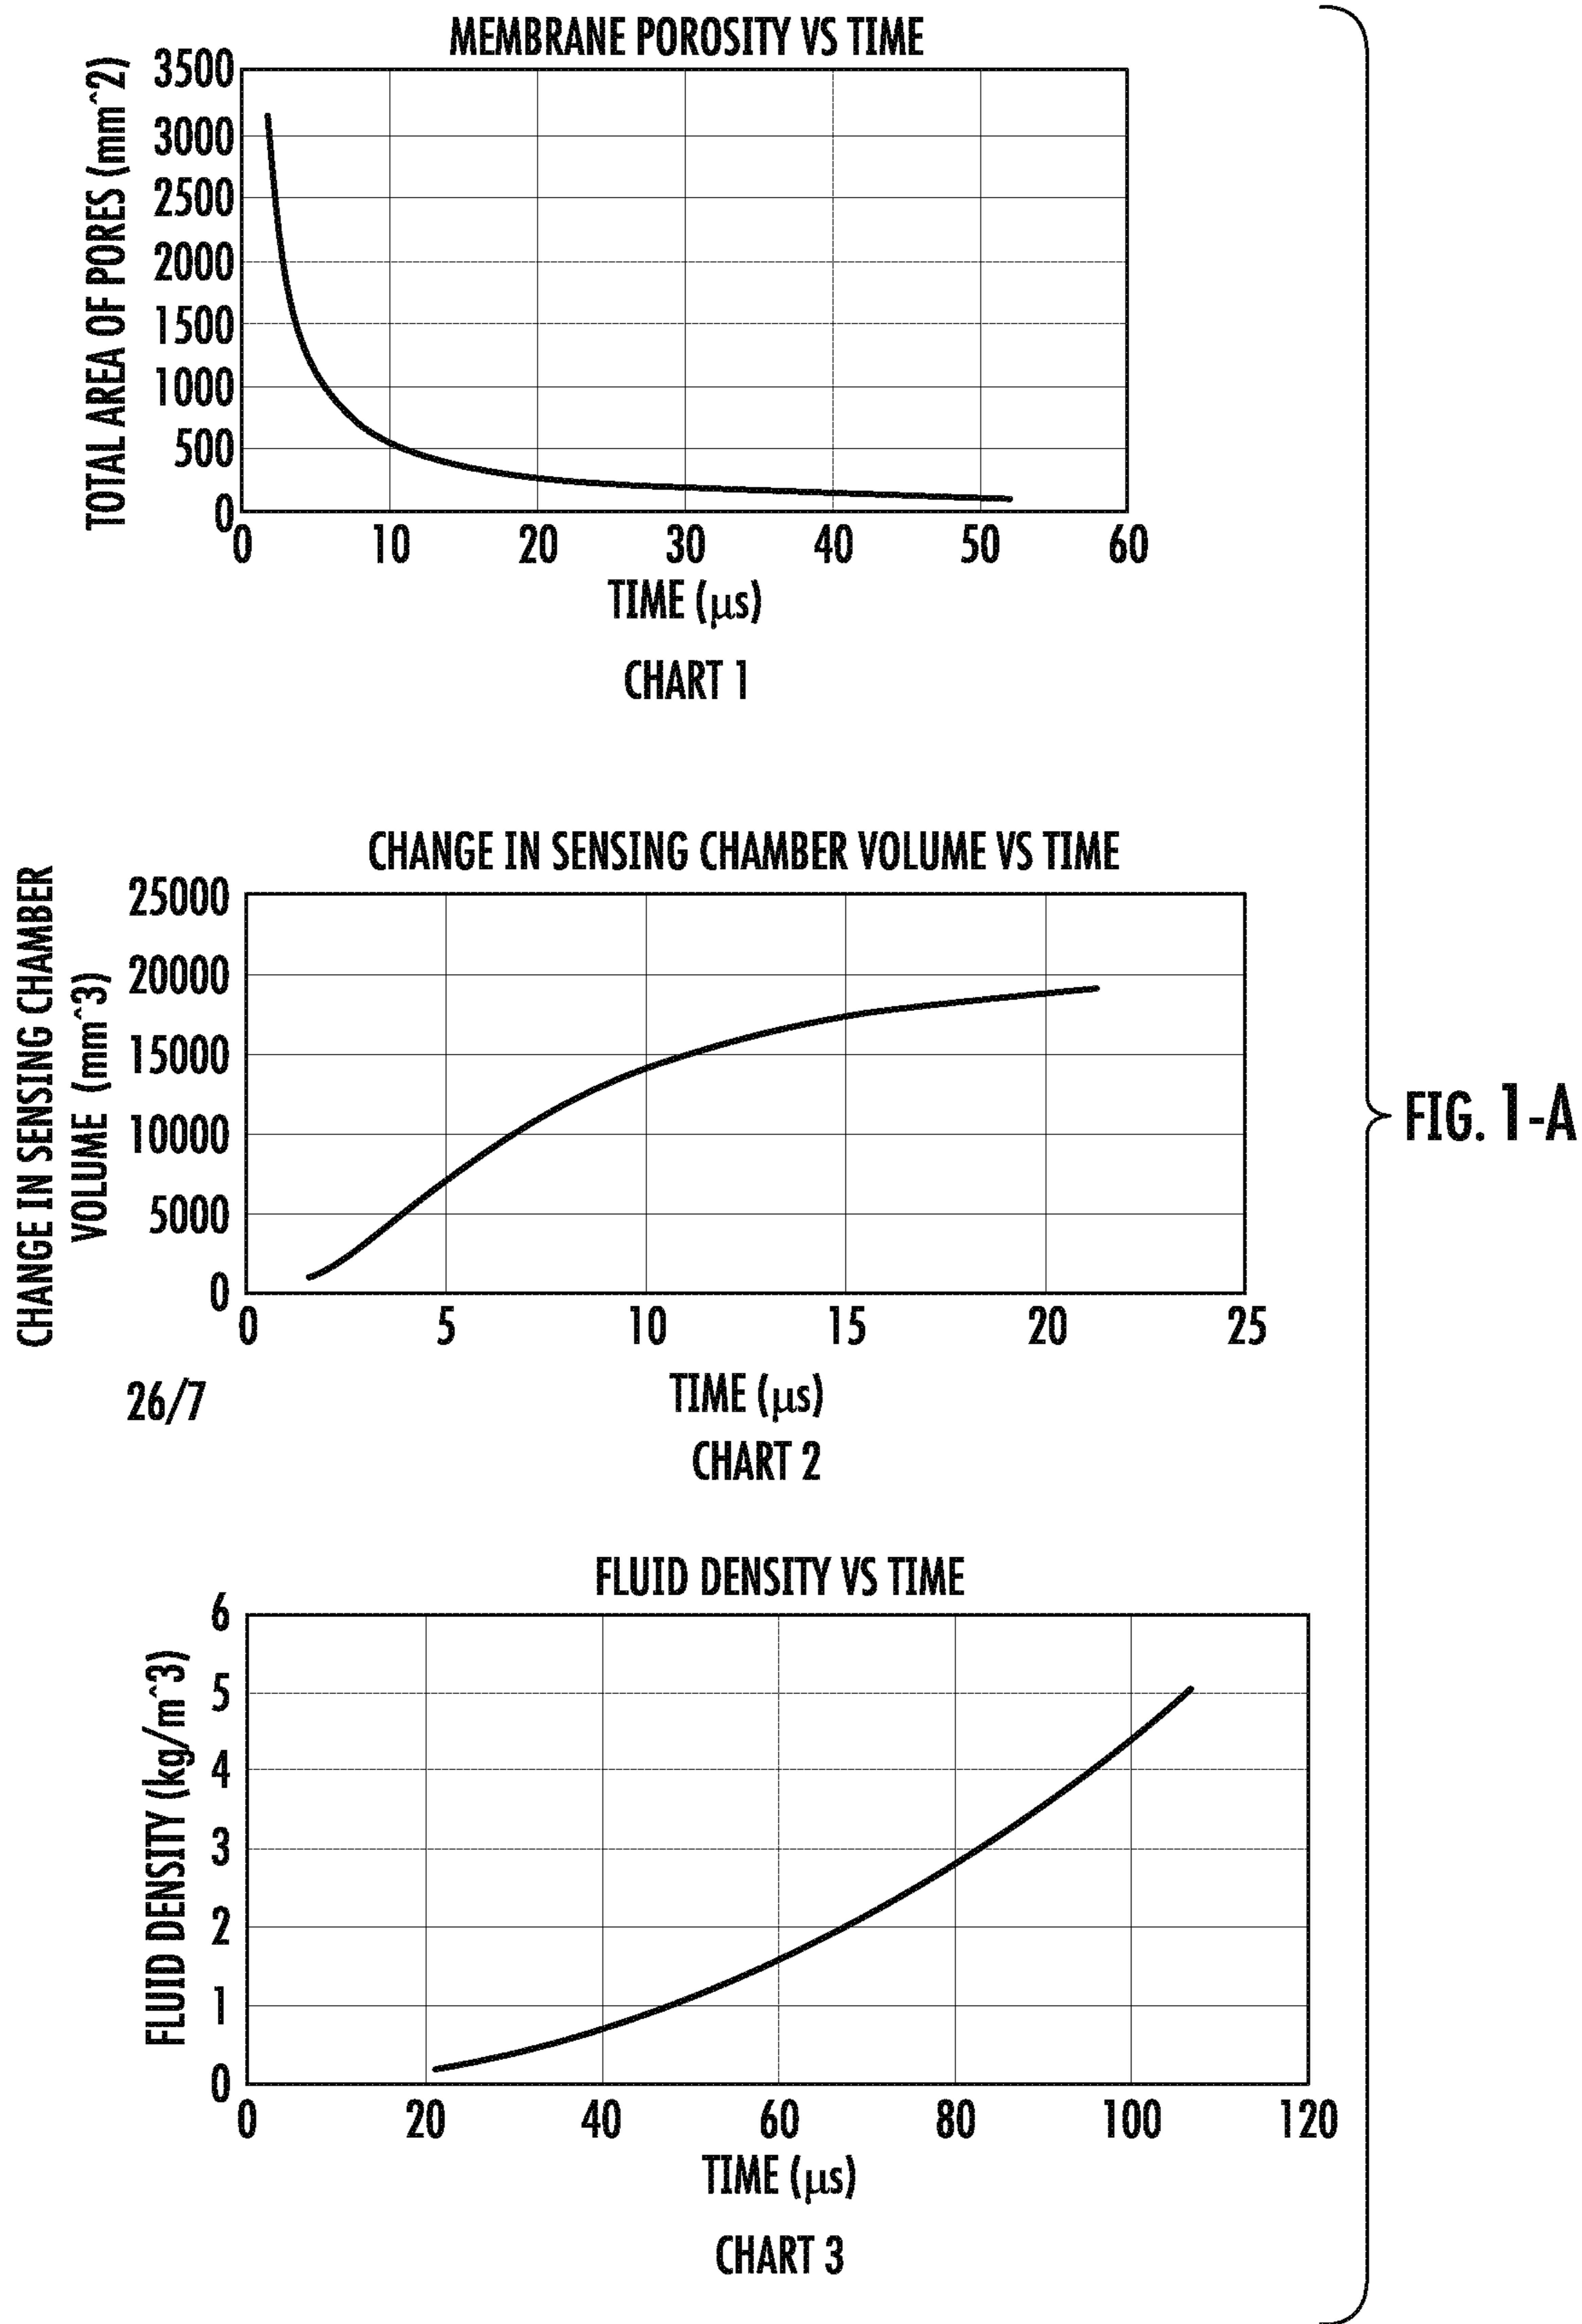 MEMBRANE POROSITY VS TIME
TOTAL AREA OF PORES (mm^2)
3500
3000
2500
2000
1500
1000
500
0
0 10 20 30 40 50 60
TIME (μs)
CHART 1
CHANGE IN SENSING CHAMBER VOLUME VS TIME
CHANGE IN SENSING CHAMBER
VOLUME (mm^3)
25000
20000
15000
10000
5000
0
0 5 10 15 20 25
26/7
TIME (μs)
CHART 2
FIG. 1-A
FLUID DENSITY VS TIME
FLUID DENSITY (kg/m^3)
6
5
4
3
2
1
0
0 20 40 60 80 100 120
TIME (μs)
CHART 3